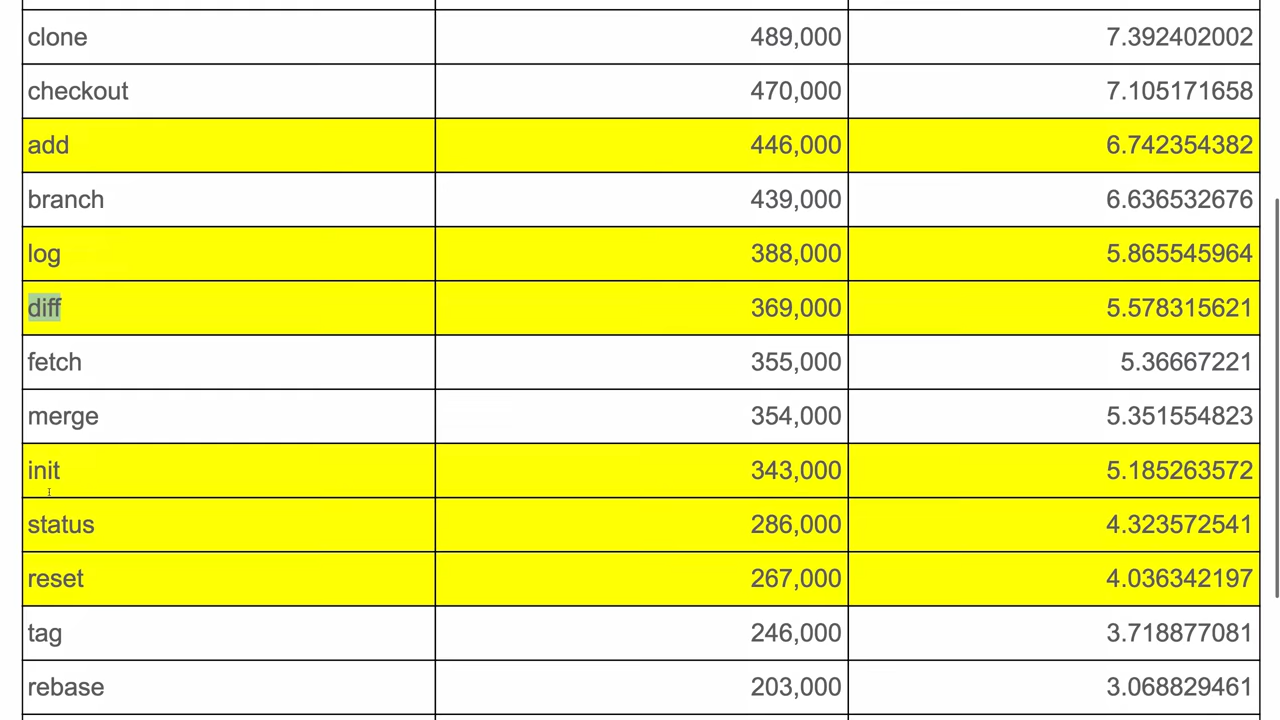 clone 489,000 7.392402002
checkout 470,000 7.105171658
add 446,000 6.742354382
branch 439,000 6.636532676
log 388,000 5.865545964
diff 369,000 5.578315621
fetch 355,000 5.36667221
merge 354,000 5.351554823
init 343,000 5.185263572
status 286,000 4.323572541
reset 267,000 4.036342197
tag 246,000 3.718877081
rebase 203,000 3.068829461